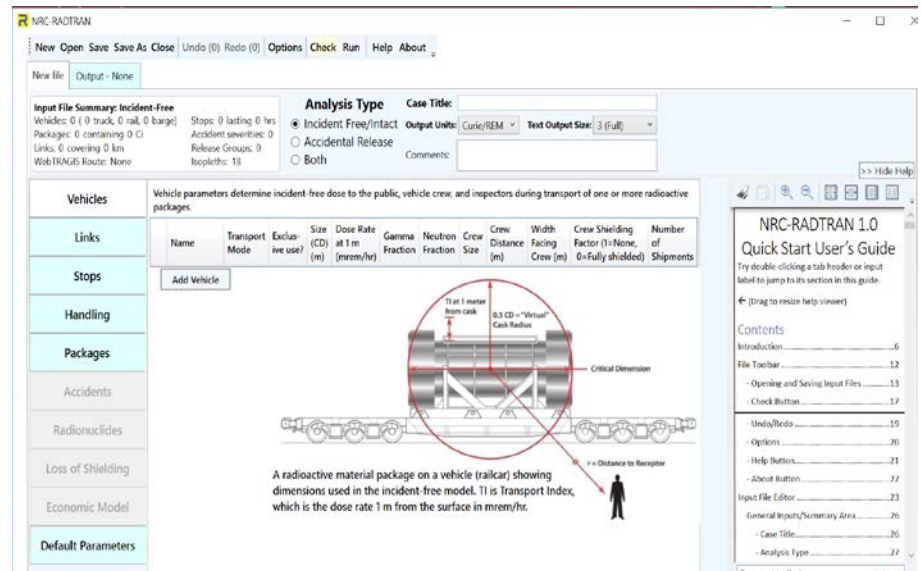 NRC-RADTRAN
New Open Save Save As Close Undo (0) Redo (0) Options Check Run Help About
New file Output - None
Input File Summary: Incident-Free
Vehicles: 0 ( 0 truck, 0 rail, 0 barge) Stops: 0 lasting 0 hrs
Packages: 0 containing 0 Ci Accident severities: 0
Links: 0 covering 0 km Release Groups: 0
WebTRAGIS Route: None Isopleths: 18
Analysis Type
Incident Free/Intact
Accidental Release
Both
Case Title:
Output Units: Curie/REM Text Output Size: 3 (Full)
Comments:
>> Hide Help
Vehicles
Links
Stops
Handling
Packages
Accidents
Radionuclides
Loss of Shielding
Economic Model
Default Parameters
Vehicle parameters determine incident-free dose to the public, vehicle crew, and inspectors during transport of one or more radioactive
packages.
Name
Transport
Mode
Exclus-
ive use?
Size
(CD)
(m)
Dose Rate
at 1 m
(mrem/hr)
Gamma
Fraction
Neutron
Fraction
Crew
Size
Crew
Distance
(m)
Width
Facing
Crew (m)
Crew Shielding
Factor (1=None,
0=Fully shielded)
Number
of
Shipments
Add Vehicle
TI at 1 meter
from cask
0.5 CD = "Virtual"
Cask Radius
Critical Dimension
r = Distance to Receptor
A radioactive material package on a vehicle (railcar) showing
dimensions used in the incident-free model. TI is Transport Index,
which is the dose rate 1 m from the surface in mrem/hr.
NRC-RADTRAN 1.0
Quick Start User's Guide
Try double-clicking a tab header or input
label to jump to its section in this guide.
← (Drag to resize help viewer)
Contents
Introduction 6
File Toolbar 12
- Opening and Saving Input Files 13
- Check Button 17
- Undo/Redo 19
- Options 20
- Help Button 21
- About Button 22
Input File Editor 23
General Inputs/Summary Area 26
- Case Title 26
- Analysis Type 27